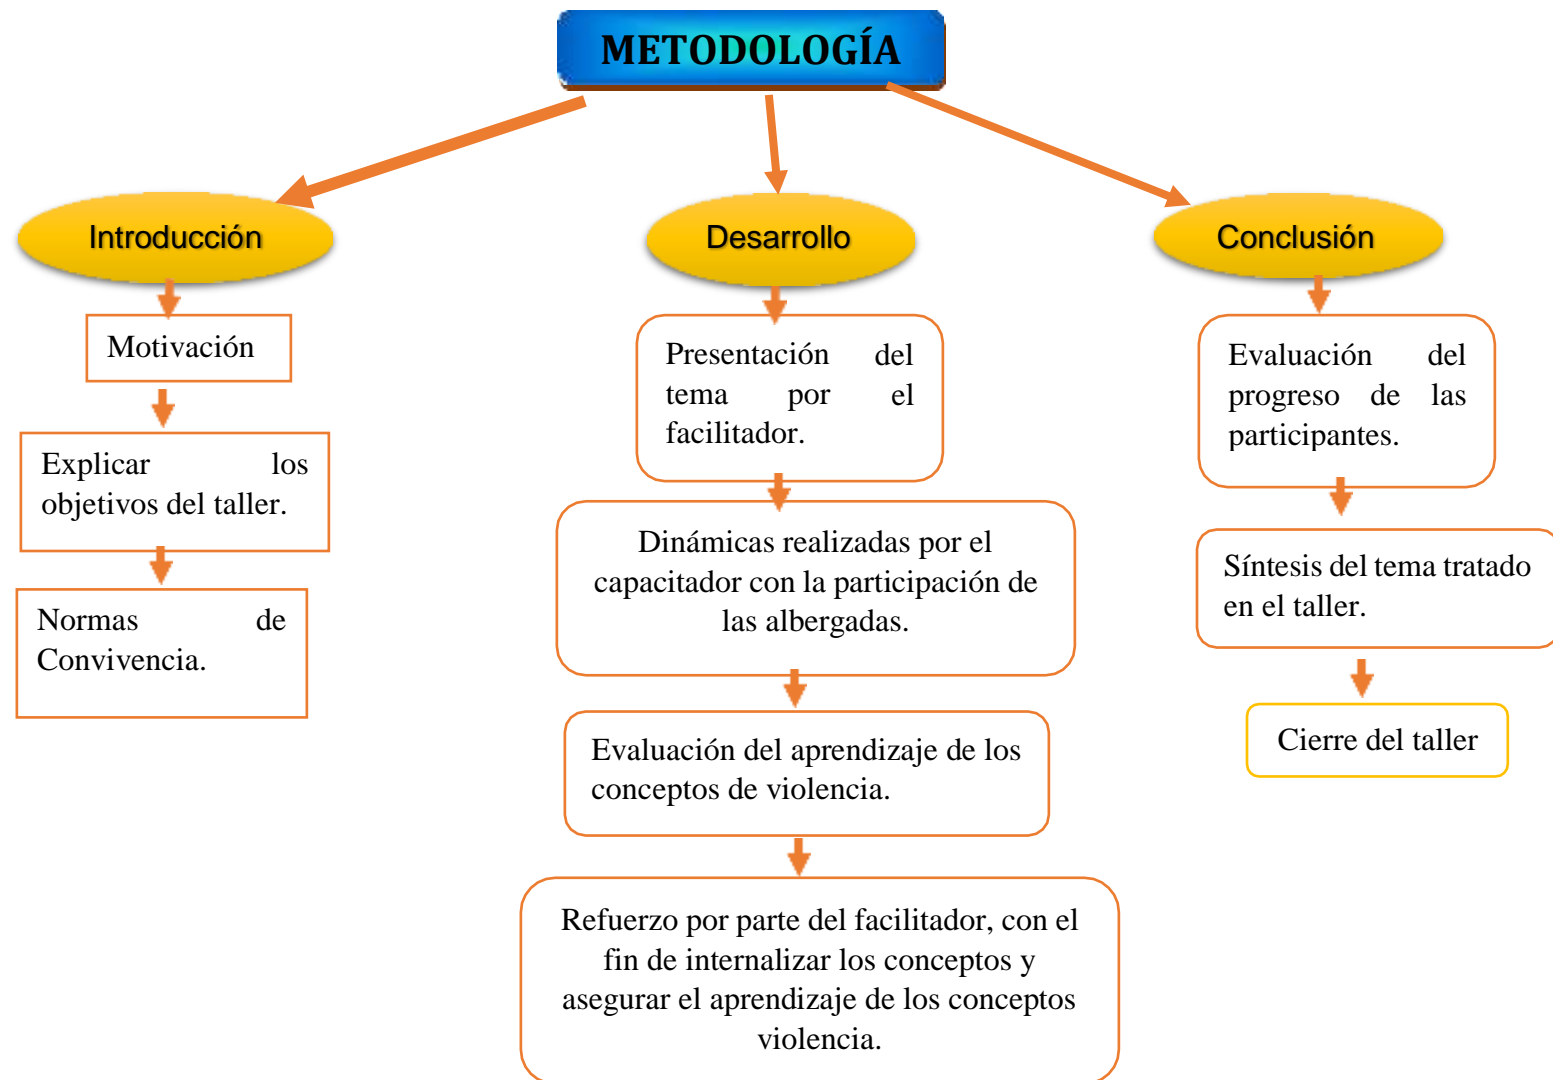 METODOLOGÍA
Introducción
Motivación
Explicar los
objetivos del taller.
Normas de
Convivencia.
Desarrollo
Presentación del
tema por el
facilitador.
Dinámicas realizadas por el
capacitador con la participación de
las albergadas.
Evaluación del aprendizaje de los
conceptos de violencia.
Refuerzo por parte del facilitador, con el
fin de internalizar los conceptos y
asegurar el aprendizaje de los conceptos
violencia.
Conclusión
Evaluación del
progreso de las
participantes.
Síntesis del tema tratado
en el taller.
Cierre del taller